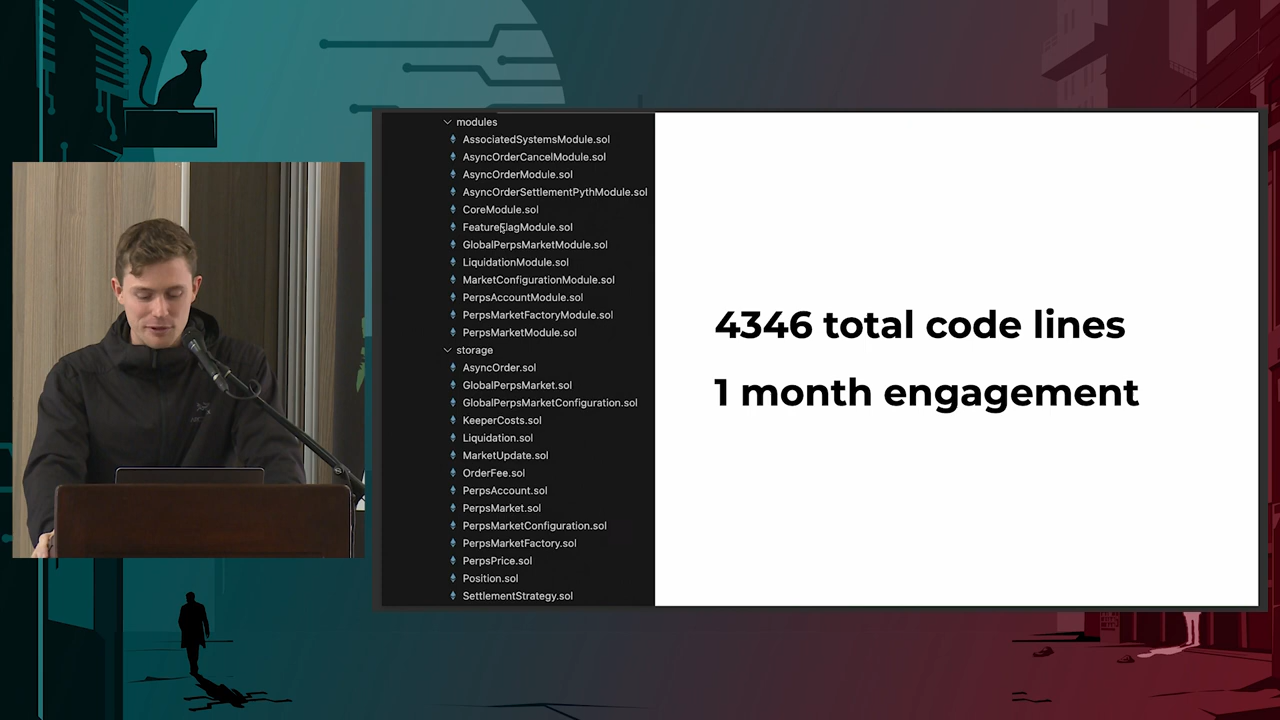 modules
AssociatedSystemsModule.sol
AsyncOrderCancelModule.sol
AsyncOrderModule.sol
AsyncOrderSettlementPythModule.sol
CoreModule.sol
FeatureFlagModule.sol
GlobalPerpsMarketModule.sol
LiquidationModule.sol
MarketConfigurationModule.sol
PerpsAccountModule.sol
PerpsMarketFactoryModule.sol
PerpsMarketModule.sol
storage
AsyncOrder.sol
GlobalPerpsMarket.sol
GlobalPerpsMarketConfiguration.sol
KeeperCosts.sol
Liquidation.sol
MarketUpdate.sol
OrderFee.sol
PerpsAccount.sol
PerpsMarket.sol
PerpsMarketConfiguration.sol
PerpsMarketFactory.sol
PerpsPrice.sol
Position.sol
SettlementStrategy.sol
4346 total code lines
1 month engagement